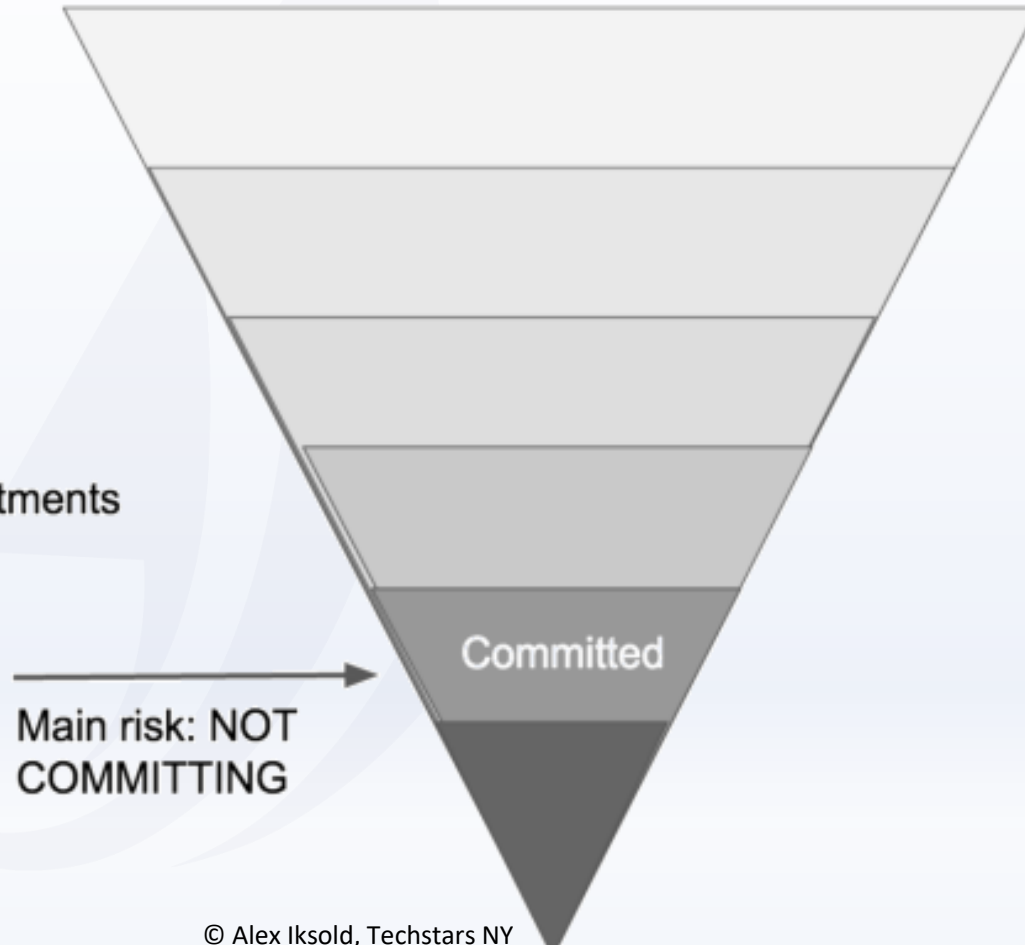 tments
Committed
Main risk: NOT
COMMITTING
© Alex Iksold, Techstars NY